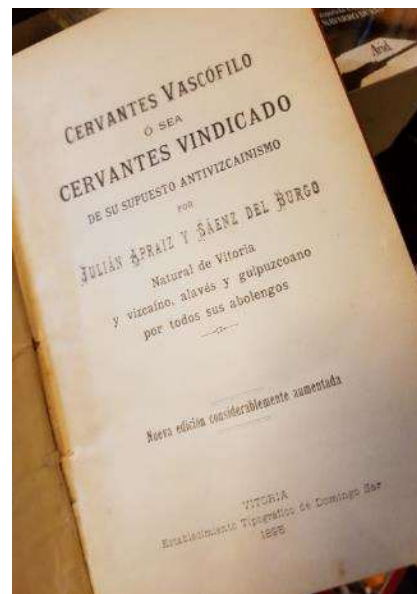 CERVANTES VASCÓFILO
Ó SEA
CERVANTES VINDICADO
DE SU SUPUESTO ANTIVIZCAINISMO
POR
JULIÁN APRAIZ Y SÁENZ DEL BURGO
Natural de Vitoria
y vizcaíno, alavés y guipuzcoano
por todos sus abolengos
Nueva edición considerablemente aumentada
VITORIA
Establecimiento Tipográfico de Domingo Sar
1895
Ariel